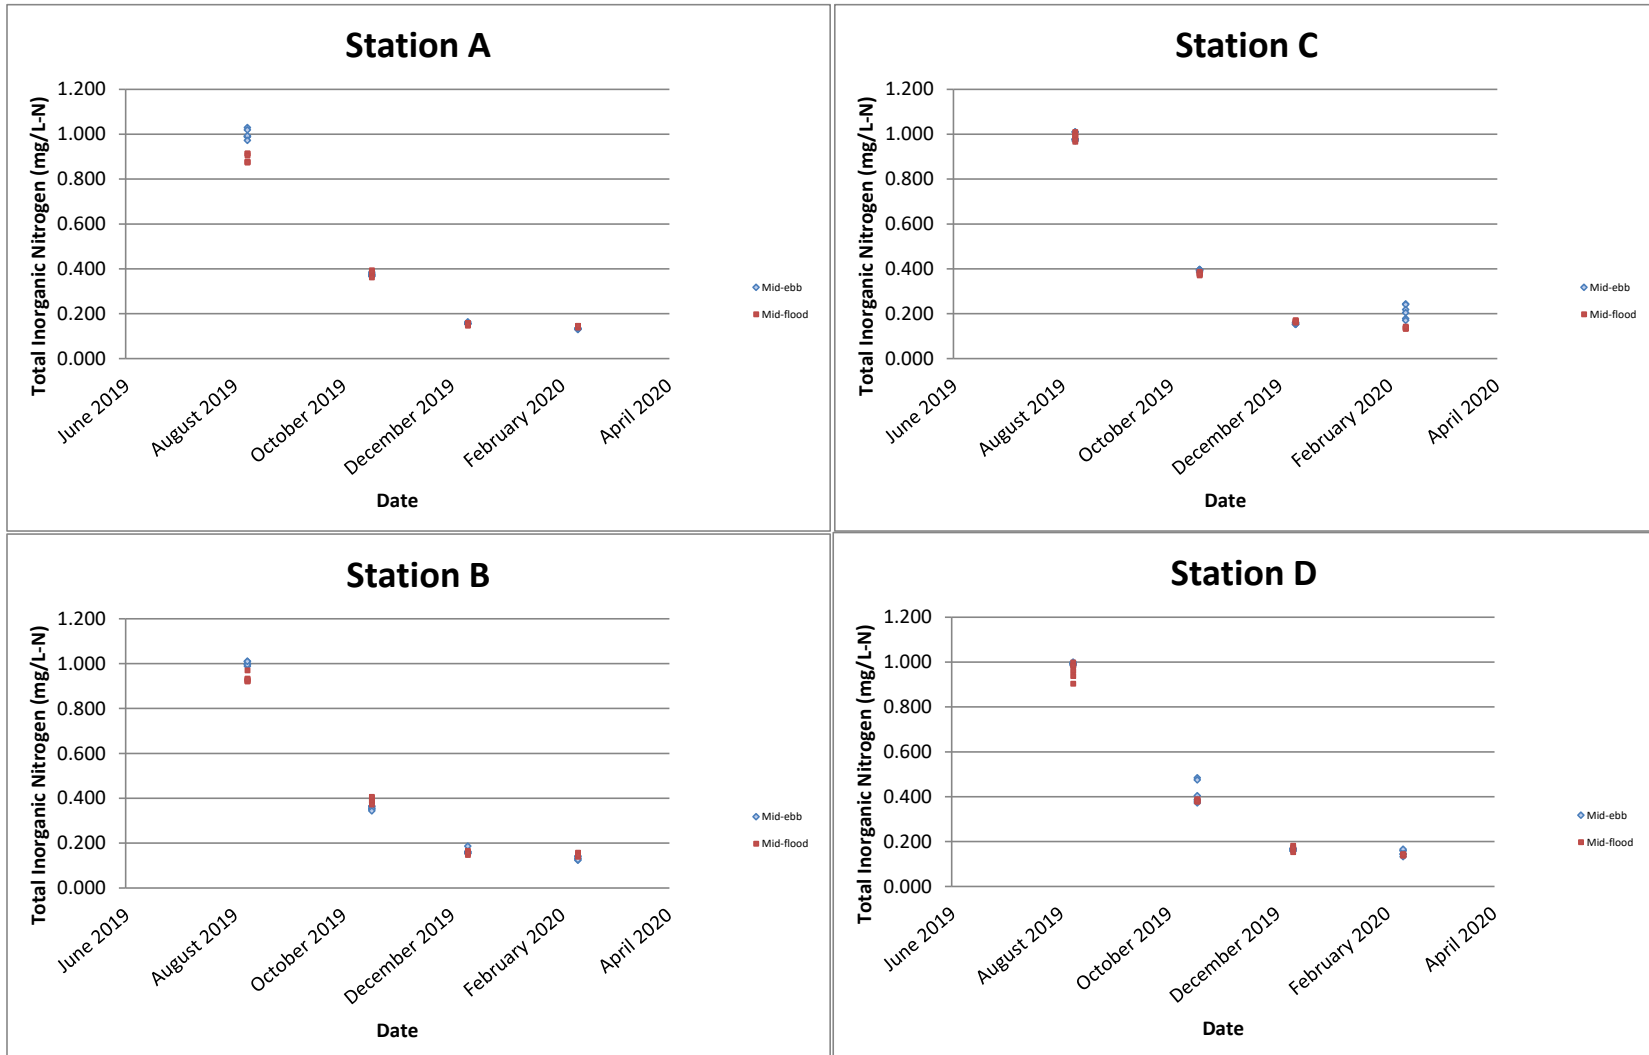 Station A
Total Inorganic Nitrogen (mg/L-N)
1.200
1.000
0.800
0.600
0.400
0.200
0.000
June 2019
August 2019
October 2019
December 2019
February 2020
April 2020
Date
Mid-ebb
Mid-flood
Station C
Total Inorganic Nitrogen (mg/L-N)
1.200
1.000
0.800
0.600
0.400
0.200
0.000
June 2019
August 2019
October 2019
December 2019
February 2020
April 2020
Date
Mid-ebb
Mid-flood
Station B
Total Inorganic Nitrogen (mg/L-N)
1.200
1.000
0.800
0.600
0.400
0.200
0.000
June 2019
August 2019
October 2019
December 2019
February 2020
April 2020
Date
Mid-ebb
Mid-flood
Station D
Total Inorganic Nitrogen (mg/L-N)
1.200
1.000
0.800
0.600
0.400
0.200
0.000
June 2019
August 2019
October 2019
December 2019
February 2020
April 2020
Date
Mid-ebb
Mid-flood